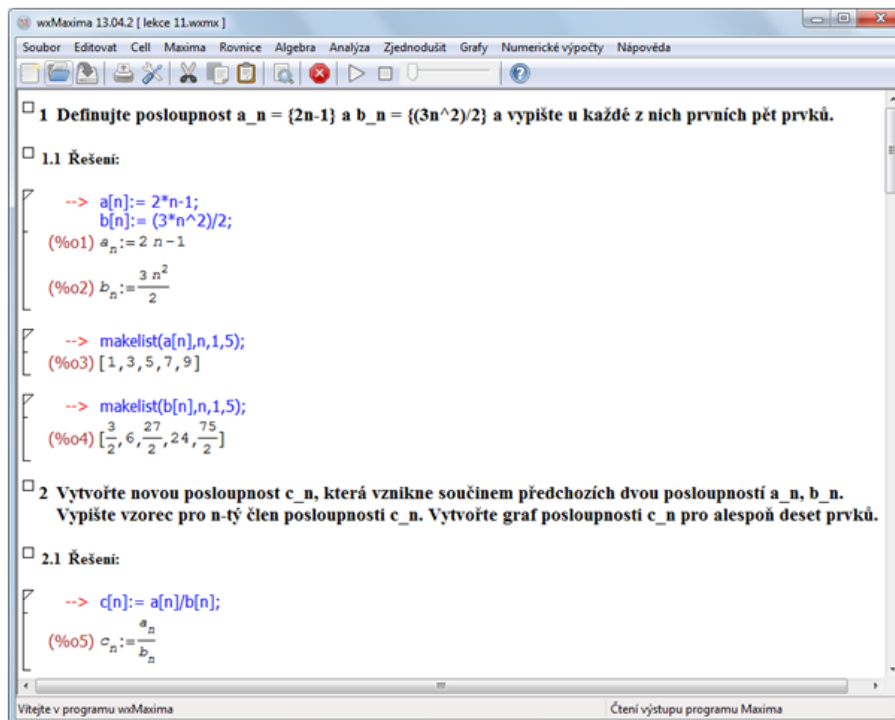 wxMaxima 13.04.2 [ lekce 11.wxmx ]
Soubor Editovat Cell Maxima Rovnice Algebra Analýza Zjednodušit Grafy Numerické výpočty Nápověda
1 Definujte posloupnost a_n = {2n-1} a b_n = {(3n^2)/2} a vypište u každé z nich prvních pět prvků.
1.1 Řešení:
--> a[n]:= 2*n-1;
b[n]:= (3*n^2)/2;
(%o1) a_n:=2 n-1
(%o2) b_n:=3 n^2/2
--> makelist(a[n],n,1,5);
(%o3) [1,3,5,7,9]
--> makelist(b[n],n,1,5);
(%o4) [3/2,6,27/2,24,75/2]
2 Vytvořte novou posloupnost c_n, která vznikne součinem předchozích dvou posloupností a_n, b_n.
Vypište vzorec pro n-tý člen posloupnosti c_n. Vytvořte graf posloupnosti c_n pro alespoň deset prvků.
2.1 Řešení:
--> c[n]:= a[n]/b[n];
(%o5) c_n:=a_n/b_n
Vítejte v programu wxMaxima
Čtení výstupu programu Maxima